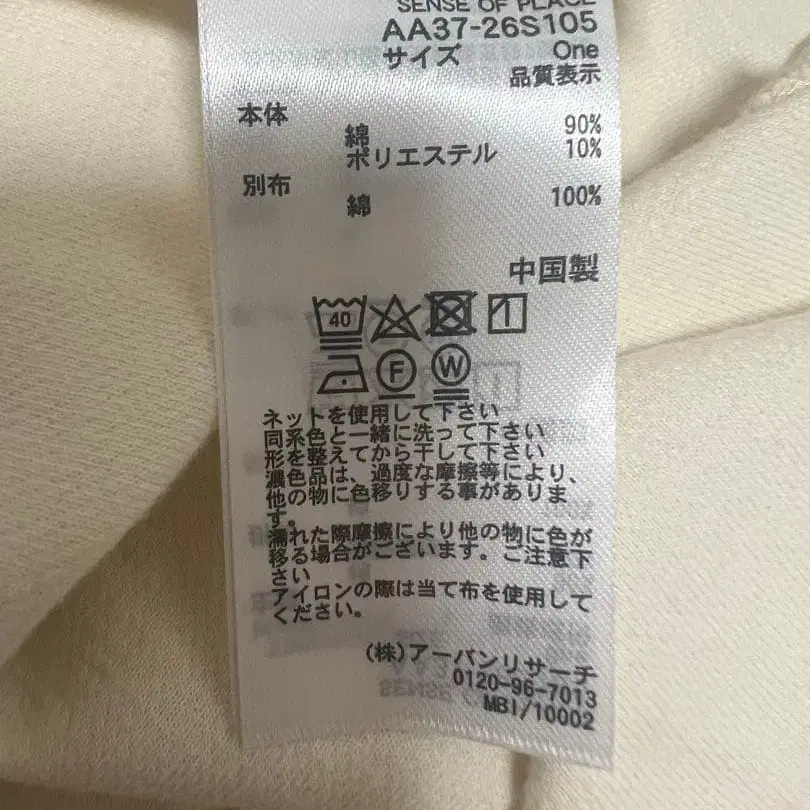 SENSE OF PLACE
AA37-26S105
サイズ One
品質表示
本体
綿 90%
ポリエステル 10%
別布
綿 100%
中国製
40
F W
ネットを使用して下さい
同系色と一緒に洗って下さい
形を整えてから干して下さい
濃色品は、過度な摩擦等により、
他の物に色移りする事がありま
す。
濡れた際摩擦により他の物に色が
移る場合がございます。ご注意下
さい
アイロンの際は当て布を使用して
ください。
(株)アーバンリサーチ
0120-96-7013
MBI/10002